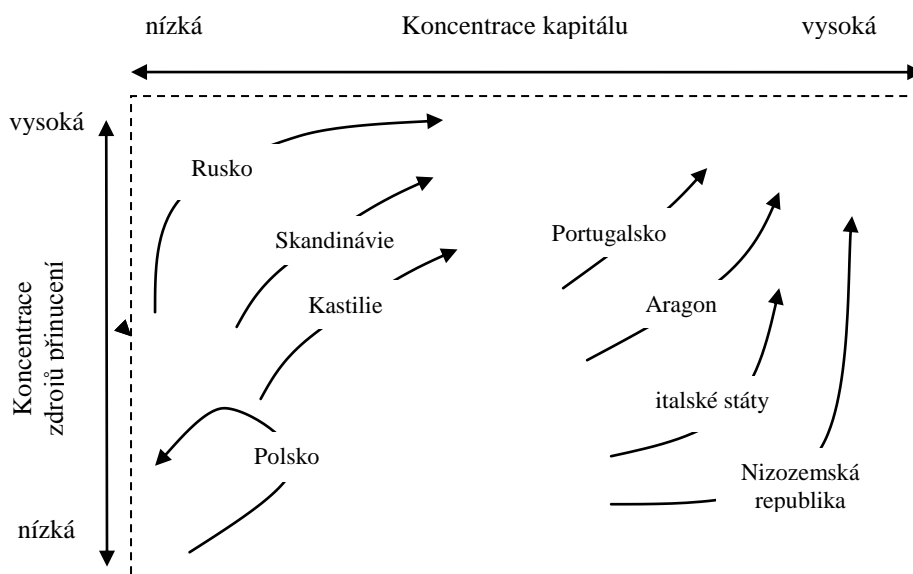 nízká Koncentrace kapitálu vysoká
vysoká
Rusko
Skandinávie
Portugalsko
Kastilie
Aragon
Koncentrace
zdrojů přinucení
italské státy
Polsko
Nizozemská
republika
nízká